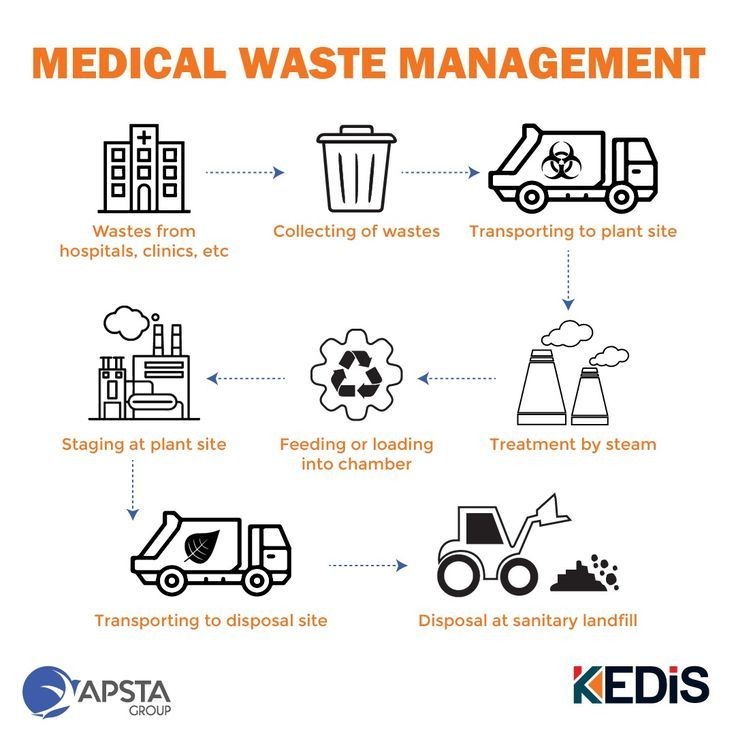 MEDICAL WASTE MANAGEMENT
Wastes from
hospitals, clinics, etc
Collecting of wastes
Transporting to plant site
Staging at plant site
Feeding or loading
into chamber
Treatment by steam
Transporting to disposal site
Disposal at sanitary landfill
APSTA
GROUP
KEDiS